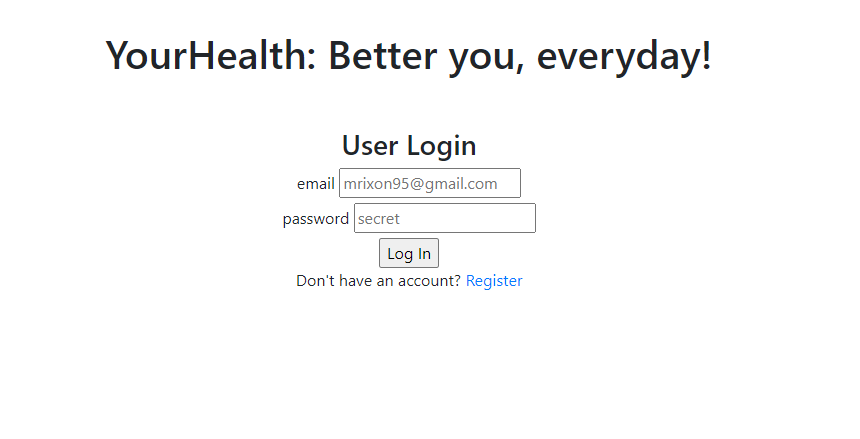 YourHealth: Better you, everyday!
User Login
email mrixon95@gmail.com
password secret
Log In
Don't have an account? Register